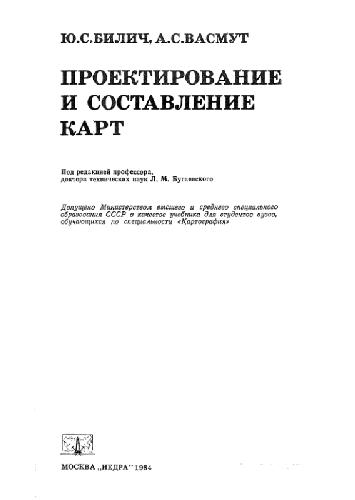 Ю.С.БИЛИЧ, А.С.ВАСМУТ
ПРОЕКТИРОВАНИЕ
И СОСТАВЛЕНИЕ
КАРТ
Под редакцией профессора,
доктора технических наук Л. М. Бугаевского
Допущено Министерством высшего и среднего специального
образования СССР в качестве учебника для студентов вузов,
обучающихся по специальности «Картография»
МОСКВА „НЕДРА" 1984